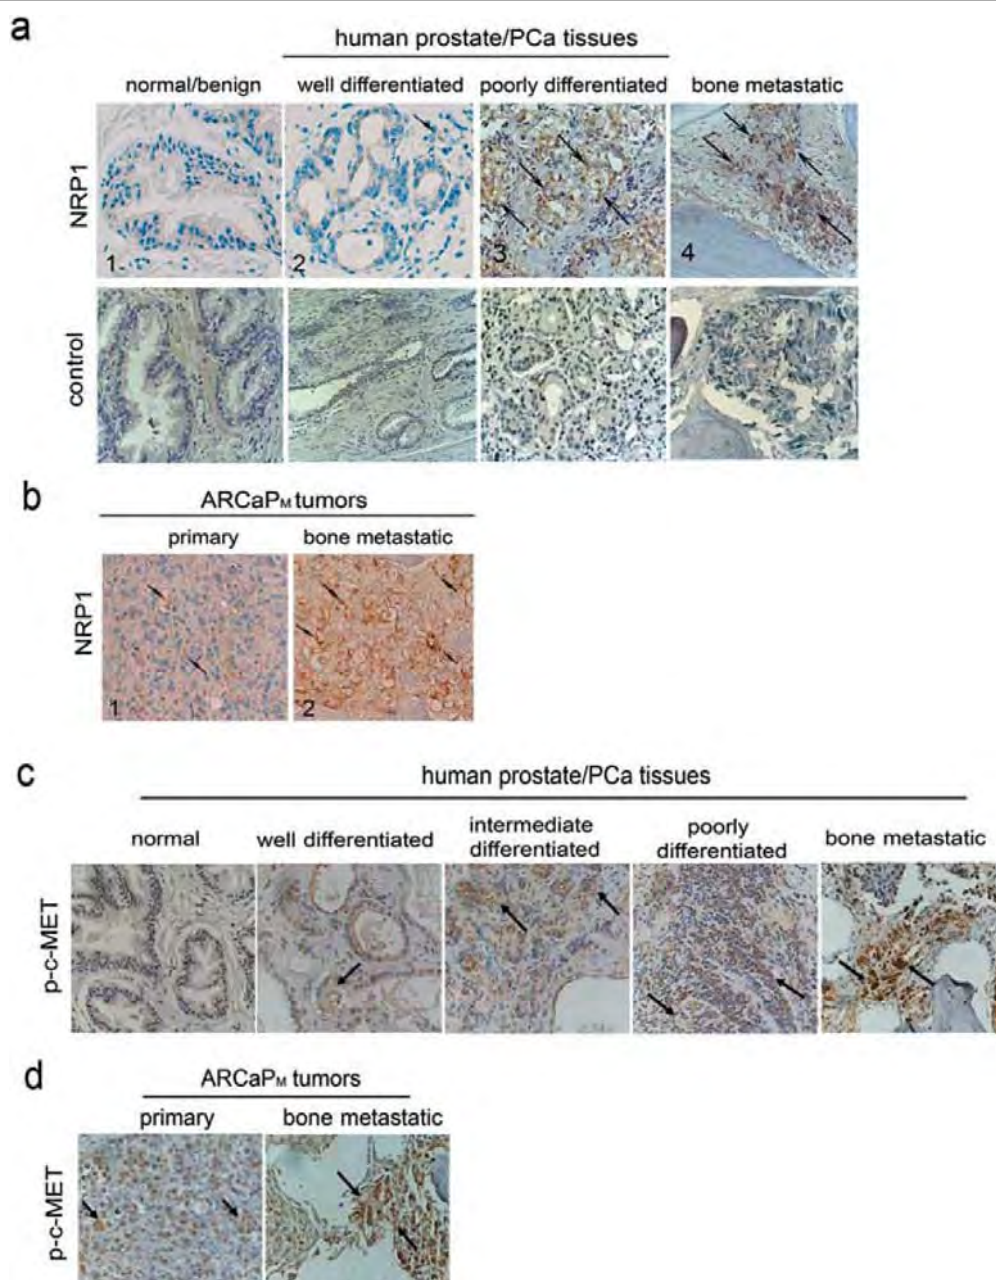 a
human prostate/PCa tissues
normal/benign well differentiated poorly differentiated bone metastatic
NRP1
1 2 3 4
control
b
ARCaPM tumors
primary bone metastatic
NRP1
1 2
c
human prostate/PCa tissues
normal well differentiated intermediate differentiated poorly differentiated bone metastatic
p-c-MET
d
ARCaPM tumors
primary bone metastatic
p-c-MET